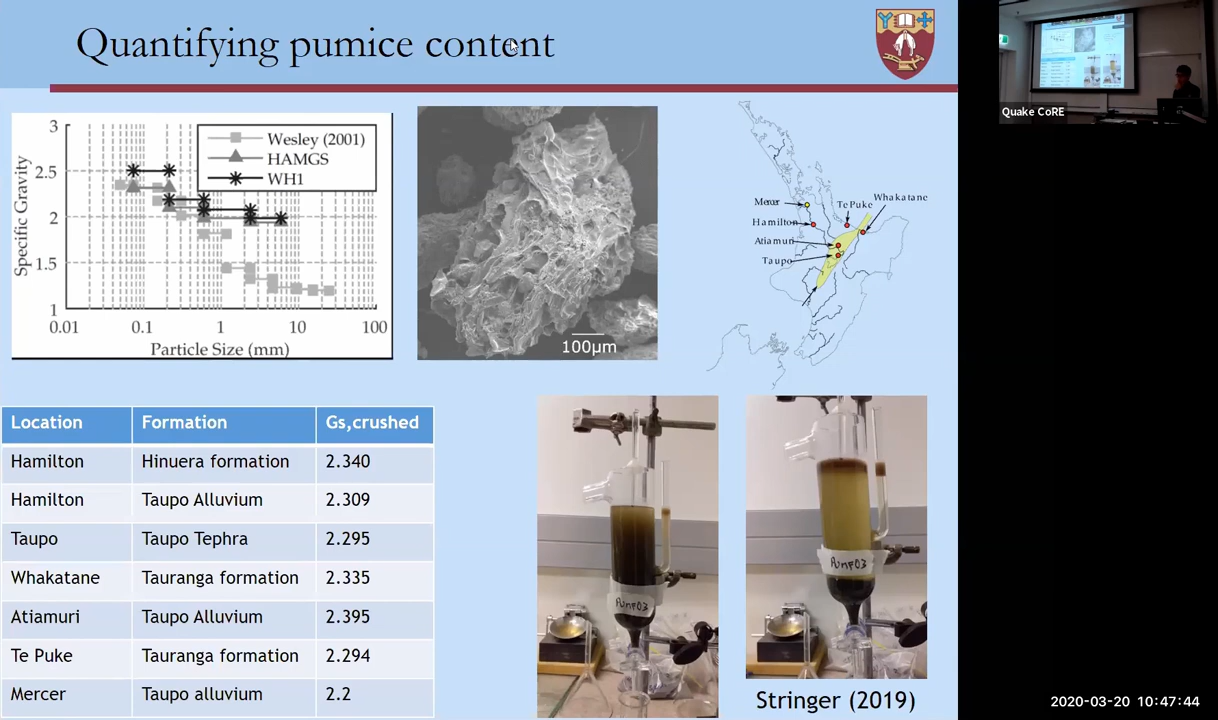 Quantifying pumice content
Quake CoRE
3
2.5
2
1.5
1
Specific Gravity
Wesley (2001)
HAMGS
WH1
0.01
0.1
1
10
100
Particle Size (mm)
100µm
Mercer
Hamilton
Atiamuri
Taupo
Te Puke
Whakatane
Location Formation Gs,crushed
Hamilton Hinuera formation 2.340
Hamilton Taupo Alluvium 2.309
Taupo Taupo Tephra 2.295
Whakatane Tauranga formation 2.335
Atiamuri Taupo Alluvium 2.395
Te Puke Tauranga formation 2.294
Mercer Taupo alluvium 2.2
PumP03
PumP03
Stringer (2019)
2020-03-20 10:47:44